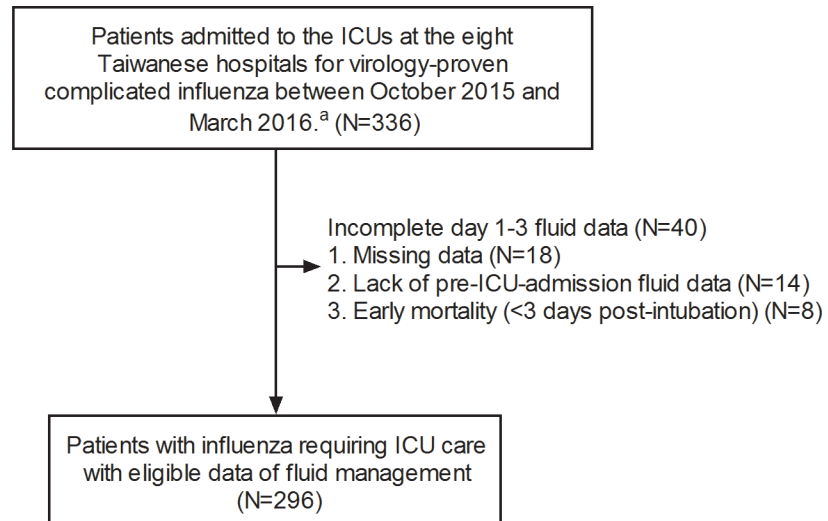 Patients admitted to the ICUs at the eight
Taiwanese hospitals for virology-proven
complicated influenza between October 2015 and
March 2016.ᵃ (N=336)
Incomplete day 1-3 fluid data (N=40)
1. Missing data (N=18)
2. Lack of pre-ICU-admission fluid data (N=14)
3. Early mortality (<3 days post-intubation) (N=8)
Patients with influenza requiring ICU care
with eligible data of fluid management
(N=296)